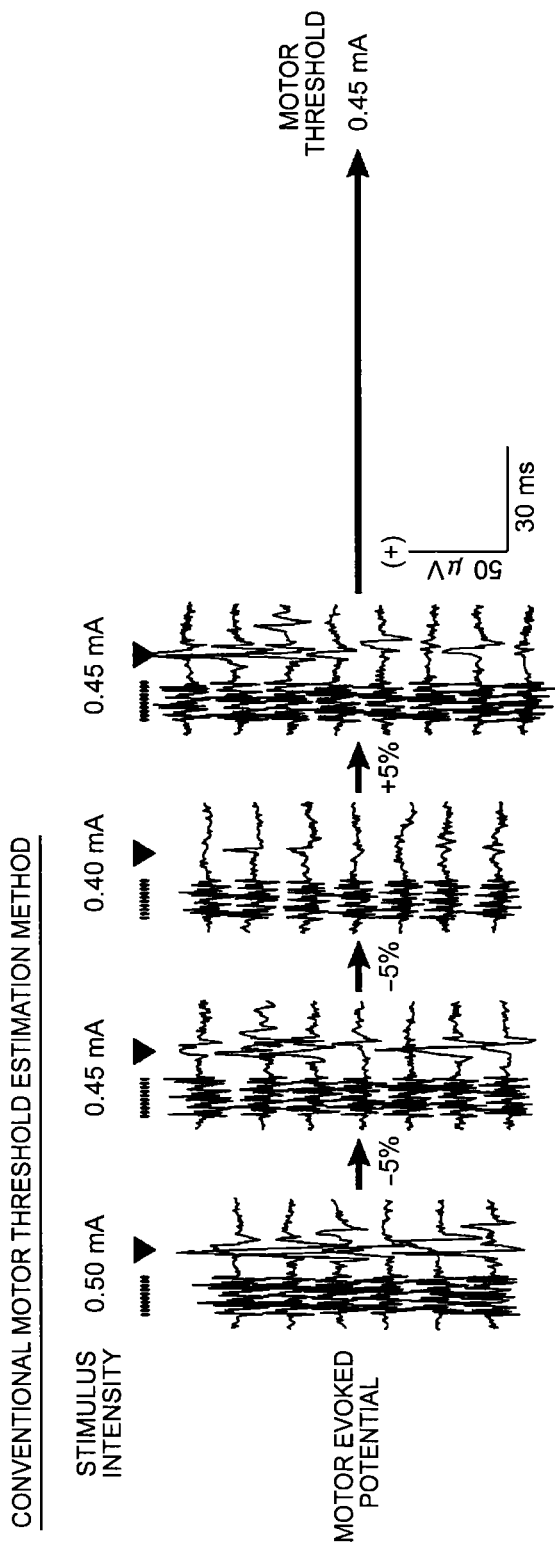 CONVENTIONAL MOTOR THRESHOLD ESTIMATION METHOD
STIMULUS
INTENSITY
0.50 mA
0.45 mA
0.40 mA
0.45 mA
MOTOR EVOKED
POTENTIAL
−5%
−5%
+5%
(+)
50 μV
30 ms
MOTOR
THRESHOLD
0.45 mA